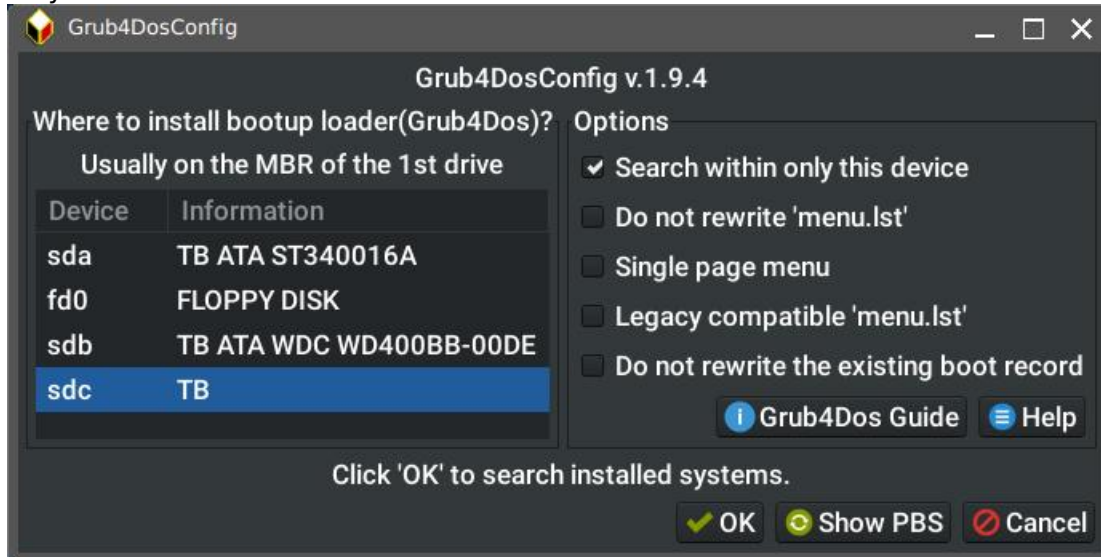 Grub4DosConfig
Grub4DosConfig v.1.9.4
Where to install bootup loader(Grub4Dos)?
Usually on the MBR of the 1st drive
Device Information
sda TB ATA ST340016A
fd0 FLOPPY DISK
sdb TB ATA WDC WD400BB-00DE
sdc TB
Options
Search within only this device
Do not rewrite 'menu.lst'
Single page menu
Legacy compatible 'menu.lst'
Do not rewrite the existing boot record
Grub4Dos Guide Help
Click 'OK' to search installed systems.
OK Show PBS Cancel